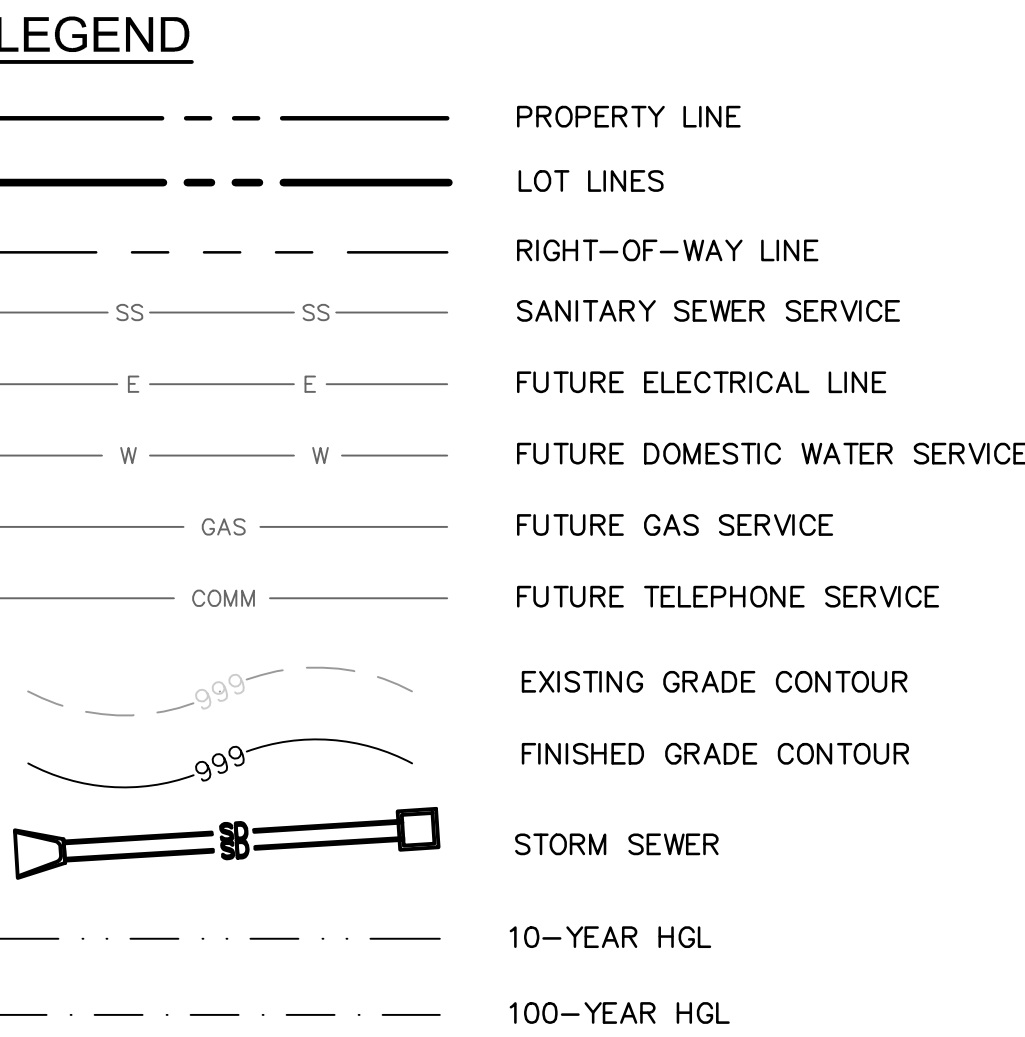 LEGEND
PROPERTY LINE
LOT LINES
RIGHT-OF-WAY LINE
SS SS SANITARY SEWER SERVICE
E E FUTURE ELECTRICAL LINE
W W FUTURE DOMESTIC WATER SERVICE
GAS FUTURE GAS SERVICE
COMM FUTURE TELEPHONE SERVICE
999 EXISTING GRADE CONTOUR
999 FINISHED GRADE CONTOUR
SD
SD
STORM SEWER
10-YEAR HGL
100-YEAR HGL